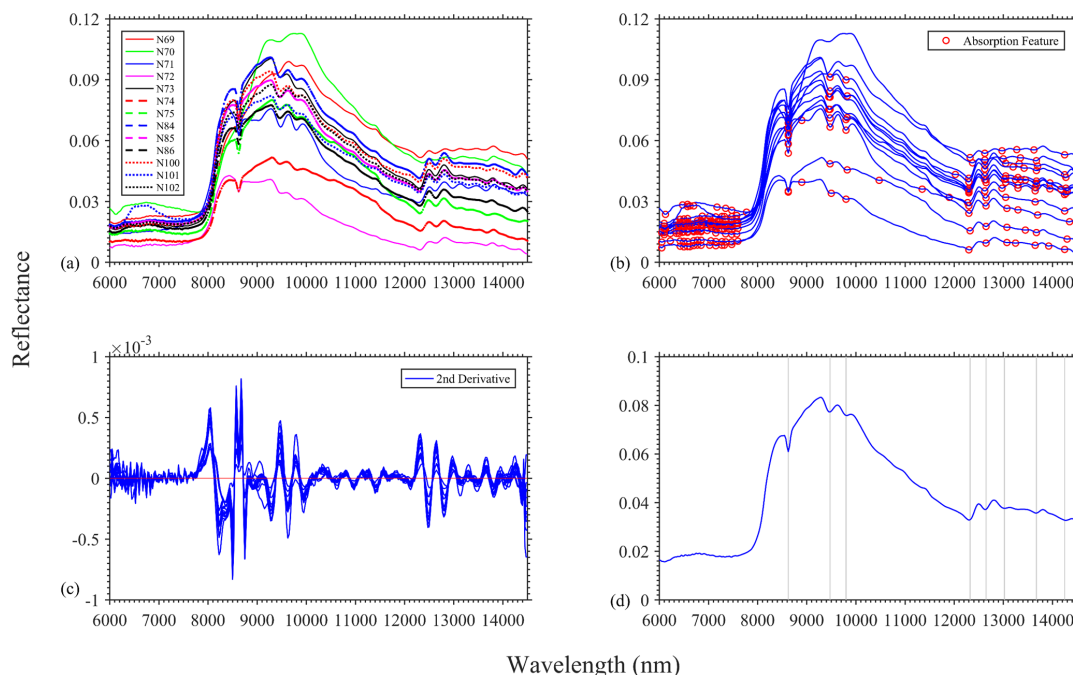 Reflectance
0.12
0.09
0.06
0.03
0
(a)
N69
N70
N71
N72
N73
N74
N75
N84
N85
N86
N100
N101
N102
6000 7000 8000 9000 10000 11000 12000 13000 14000
0.12
0.09
0.06
0.03
0
(b)
Absorption Feature
6000 7000 8000 9000 10000 11000 12000 13000 14000
×10⁻³
1
0.5
0
-0.5
-1
(c)
2nd Derivative
6000 7000 8000 9000 10000 11000 12000 13000 14000
0.1
0.08
0.06
0.04
0.02
0
(d)
6000 7000 8000 9000 10000 11000 12000 13000 14000
Wavelength (nm)